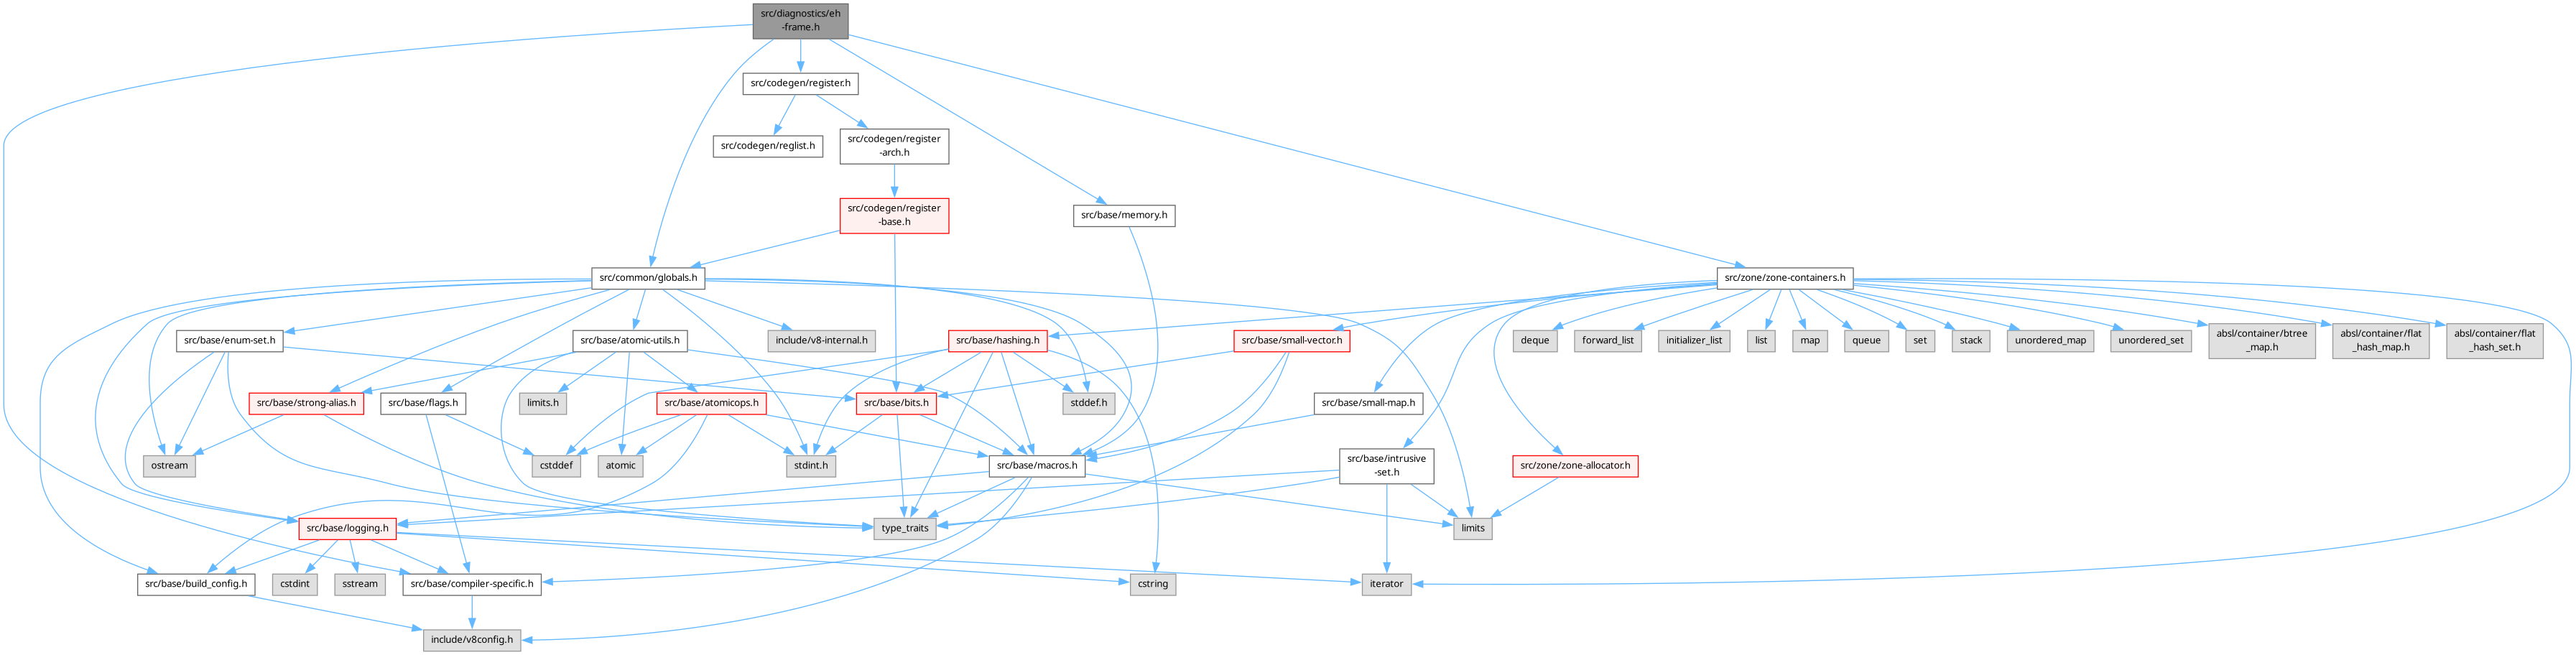 src/diagnostics/eh
-frame.h
src/codegen/register.h
src/codegen/reglist.h
src/codegen/register
-arch.h
src/codegen/register
-base.h
src/base/memory.h
src/common/globals.h
src/zone/zone-containers.h
src/base/enum-set.h
src/base/atomic-utils.h
include/v8-internal.h
src/base/hashing.h
src/base/small-vector.h
deque
forward_list
initializer_list
list
map
queue
set
stack
unordered_map
unordered_set
absl/container/btree
_map.h
absl/container/flat
_hash_map.h
absl/container/flat
_hash_set.h
src/base/strong-alias.h
src/base/flags.h
limits.h
src/base/atomicops.h
src/base/bits.h
stddef.h
src/base/small-map.h
ostream
cstddef
atomic
stdint.h
src/base/macros.h
src/base/intrusive
-set.h
src/zone/zone-allocator.h
src/base/logging.h
type_traits
limits
src/base/build_config.h
cstdint
sstream
src/base/compiler-specific.h
cstring
iterator
include/v8config.h